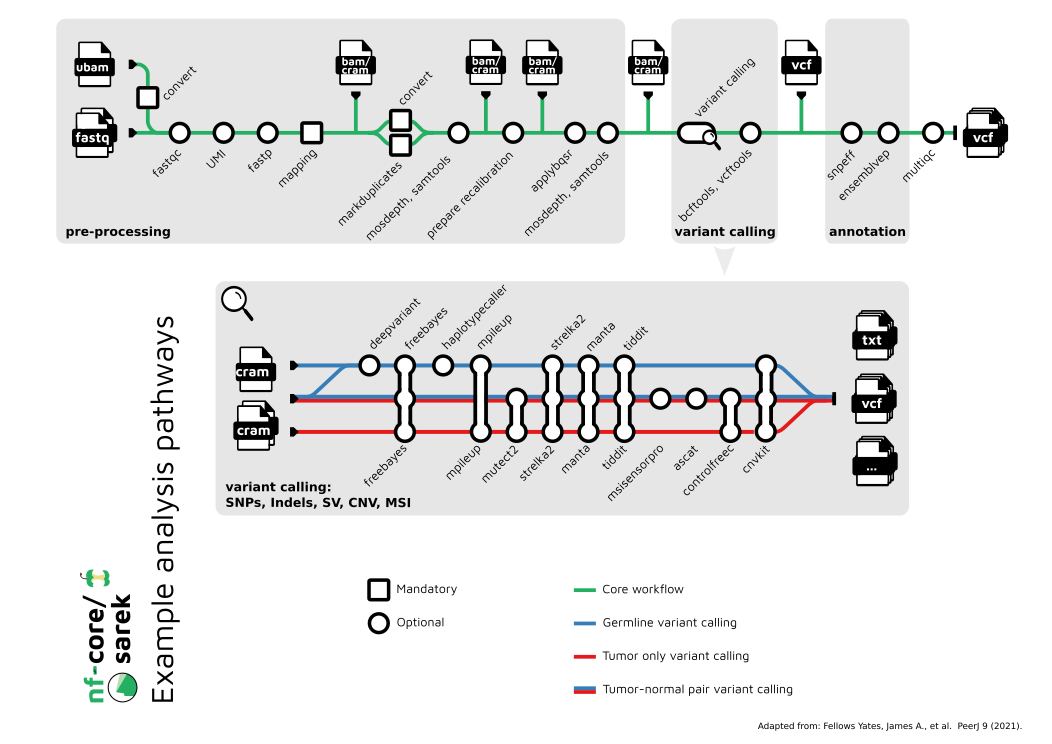 ubam
convert
fastq
fastqc
UMI
fastp
mapping
bam/
cram
convert
markduplicates
mosdepth, samtools
bam/
cram
prepare recalibration
bam/
cram
applybqsr
mosdepth, samtools
bam/
cram
variant calling
bcftools, vcftools
vcf
snpeff
ensemblvep
multiqc
vcf
pre-processing
variant calling
annotation
deepvariant
freebayes
haplotypecaller
mpileup
strelka2
manta
tiddit
cram
cram
txt
vcf
...
freebayes
mpileup
mutect2
strelka2
manta
tiddit
msisensorpro
ascat
controlfreec
cnvkit
variant calling:
SNPs, Indels, SV, CNV, MSI
nf-core/
sarek
Example analysis pathways
Mandatory
Optional
Core workflow
Germline variant calling
Tumor only variant calling
Tumor-normal pair variant calling
Adapted from: Fellows Yates, James A., et al.  PeerJ 9 (2021).